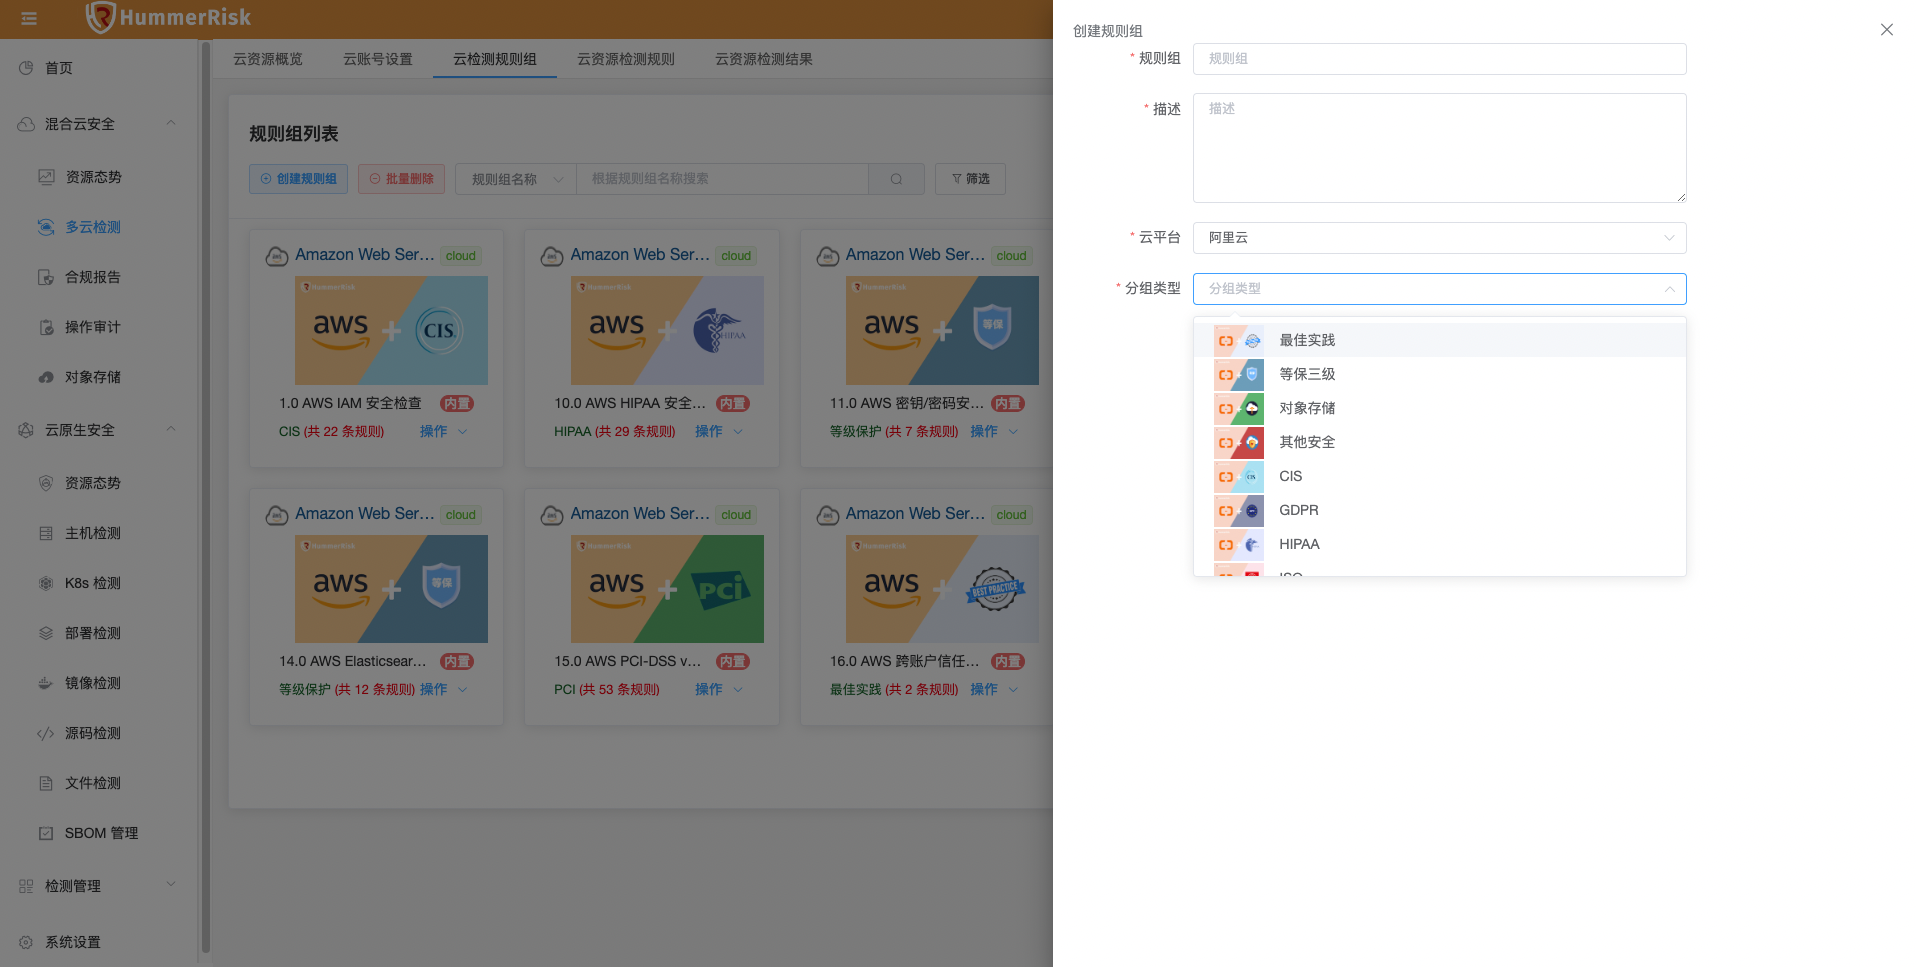 HummerRisk
首页
混合云安全
资源态势
多云检测
合规报告
操作审计
对象存储
云原生安全
资源态势
主机检测
K8s 检测
部署检测
镜像检测
源码检测
文件检测
SBOM 管理
检测管理
系统设置
云资源概览 云账号设置 云检测规则组 云资源检测规则 云资源检测结果
规则组列表
创建规则组 批量删除 规则组名称 根据规则组名称搜索 筛选
Amazon Web Ser... cloud
HummerRisk
aws + CIS.
1.0 AWS IAM 安全检查 内置
CIS (共 22 条规则) 操作
Amazon Web Ser... cloud
HummerRisk
aws + HIPAA
10.0 AWS HIPAA 安全... 内置
HIPAA (共 29 条规则) 操作
Amazon Web Ser... cloud
aws + 等保
11.0 AWS 密钥/密码安... 内置
等级保护 (共 7 条规则) 操作
Amazon Web Ser... cloud
HummerRisk
aws + 等保
14.0 AWS Elasticsear... 内置
等级保护 (共 12 条规则) 操作
Amazon Web Ser... cloud
HummerRisk
aws + PCi
15.0 AWS PCI-DSS v... 内置
PCI (共 53 条规则) 操作
Amazon Web Ser... cloud
HummerRisk
aws + BEST PRACTICE
16.0 AWS 跨账户信任... 内置
最佳实践 (共 2 条规则) 操作
创建规则组
* 规则组 规则组
* 描述 描述
* 云平台 阿里云
* 分组类型 分组类型
最佳实践
等保三级
对象存储
其他安全
CIS
GDPR
HIPAA
ISO